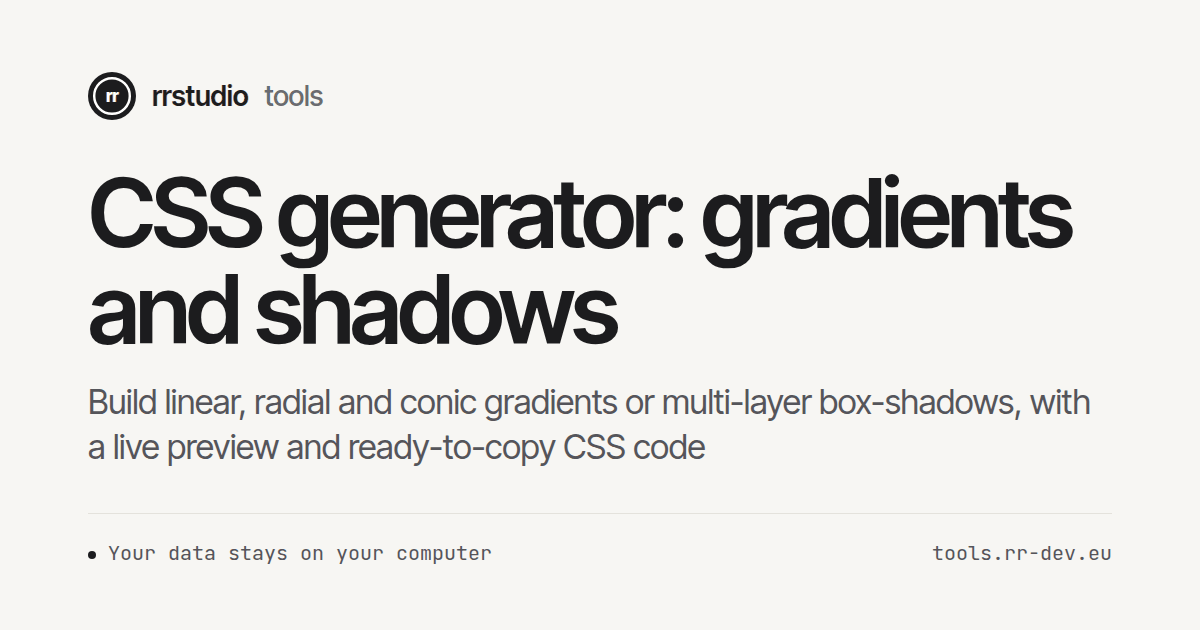 rr
rrstudio tools
CSS generator: gradients
and shadows
Build linear, radial and conic gradients or multi-layer box-shadows, with
a live preview and ready-to-copy CSS code
Your data stays on your computer
tools.rr-dev.eu